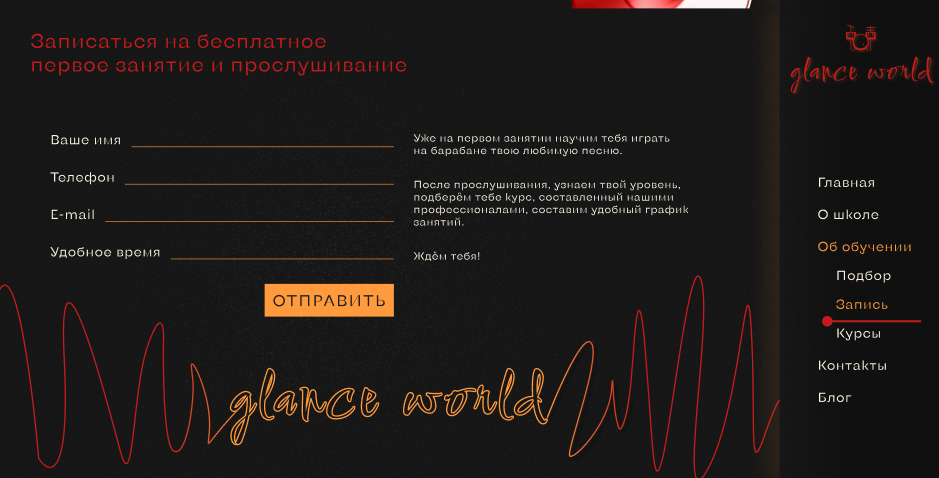 Записаться на бесплатное
первое занятие и прослушивание
Ваше имя
Телефон
E-mail
Удобное время
ОТПРАВИТЬ
Уже на первом занятии научим тебя играть
на барабане твою любимую песню.
После прослушивания, узнаем твой уровень,
подберём тебе курс, составленный нашими
профессионалами, составим удобный график
занятий.
Ждём тебя!
glance world
glance world
Главная
О школе
Об обучении
Подбор
Запись
Курсы
Контакты
Блог